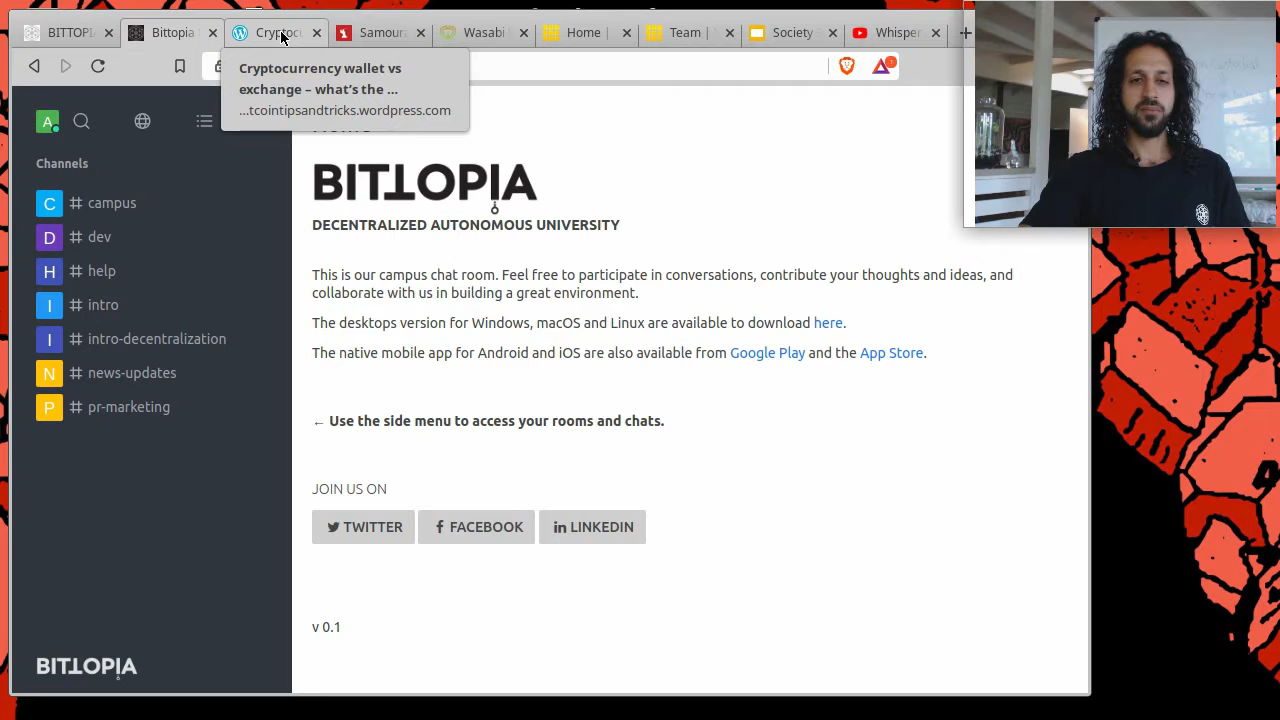 BITTOPI
Bittopia
Cryptocu
Samoura
Wasabi
Home |
Team |
Society
Whisper
1
Cryptocurrency wallet vs
exchange – what's the ...
...tcointipsandtricks.wordpress.com
A
Channels
C # campus
D # dev
H # help
I # intro
I # intro-decentralization
N # news-updates
P # pr-marketing
BITTOPIA
BITTOPIA
DECENTRALIZED AUTONOMOUS UNIVERSITY
This is our campus chat room. Feel free to participate in conversations, contribute your thoughts and ideas, and
collaborate with us in building a great environment.
The desktops version for Windows, macOS and Linux are available to download here.
The native mobile app for Android and iOS are also available from Google Play and the App Store.
← Use the side menu to access your rooms and chats.
JOIN US ON
TWITTER
FACEBOOK
LINKEDIN
v 0.1